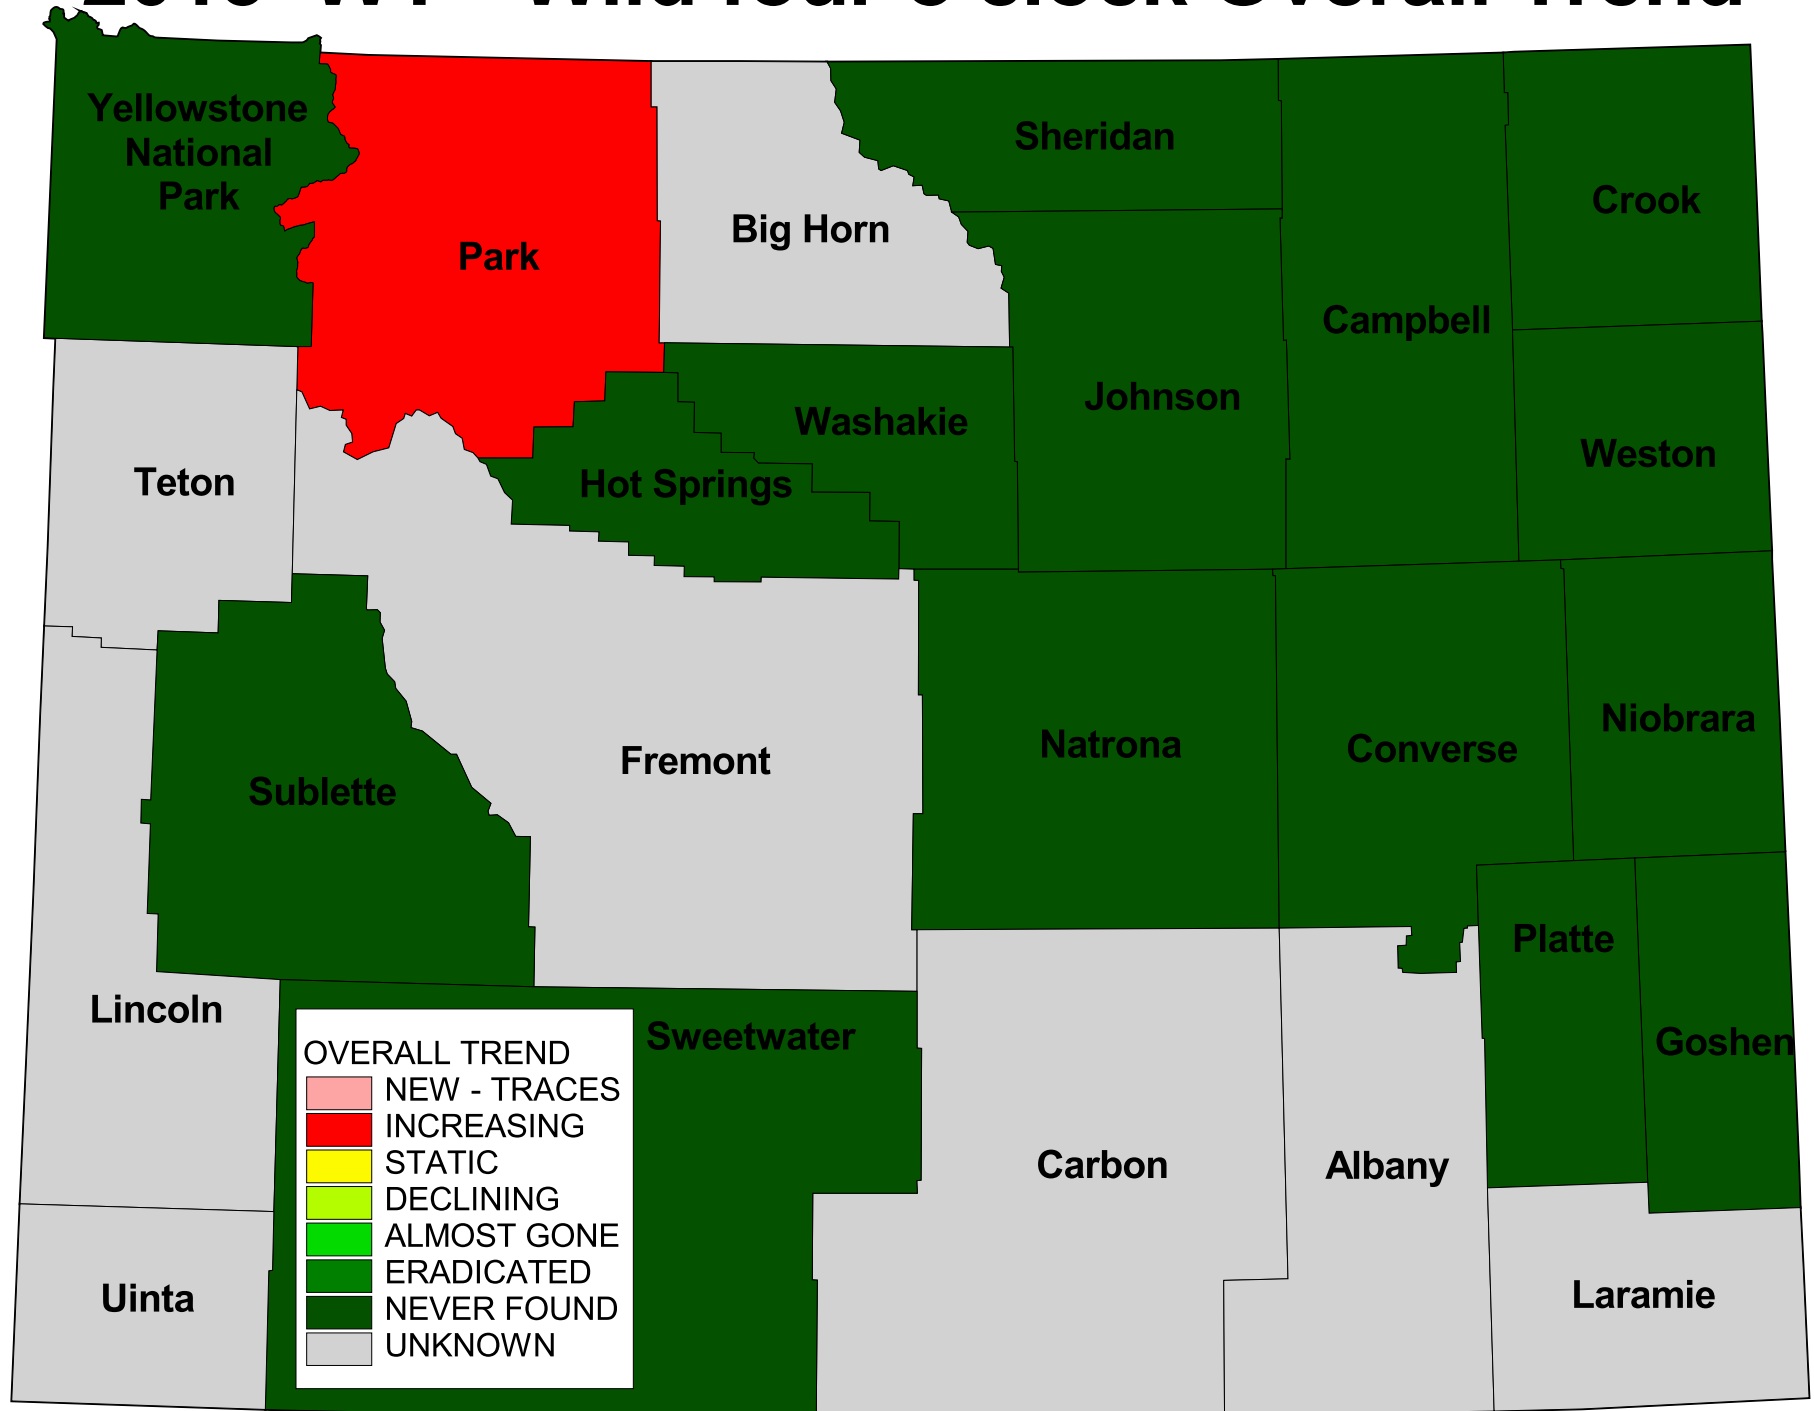 Yellowstone
National
Park
Park
Big Horn
Sheridan
Crook
Campbell
Johnson
Washakie
Weston
Hot Springs
Teton
Fremont
Natrona
Converse
Niobrara
Sublette
Platte
Lincoln
Sweetwater
Goshen
Carbon
Albany
Uinta
Laramie
OVERALL TREND
NEW - TRACES
INCREASING
STATIC
DECLINING
ALMOST GONE
ERADICATED
NEVER FOUND
UNKNOWN